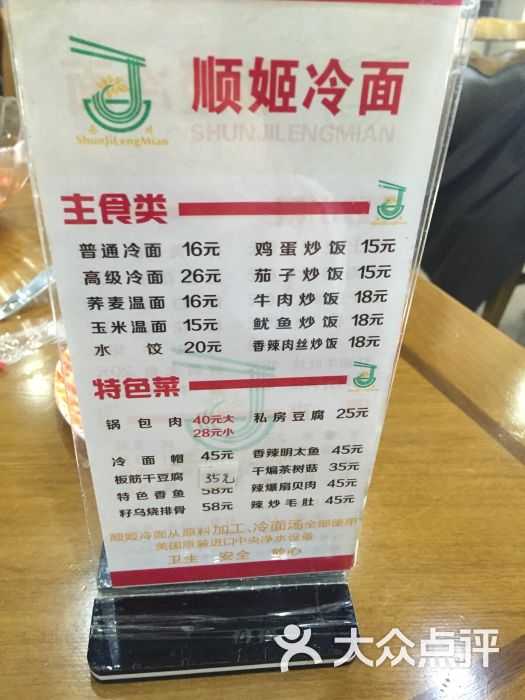 ShunJiLengMian
顺姬冷面
SHUNJILENGMIAN
主食类
普通冷面 16元 鸡蛋炒饭 15元
高级冷面 26元 茄子炒饭 15元
荞麦温面 16元 牛肉炒饭 18元
玉米温面 15元 鱿鱼炒饭 18元
水饺 20元 香辣肉丝炒饭 18元
特色菜
锅包肉 40元大 私房豆腐 25元
28元小
冷面帽 45元 香辣明太鱼 45元
板筋干豆腐 35元 干煸茶树菇 35元
特色香鱼 58元 辣爆扇贝肉 45元
籽乌烧排骨 58元 辣炒毛肚 45元
顺姬冷面从原料加工、冷面汤全部使用
美国原装进口中央净水设备
卫生 安全 放心
大众点评